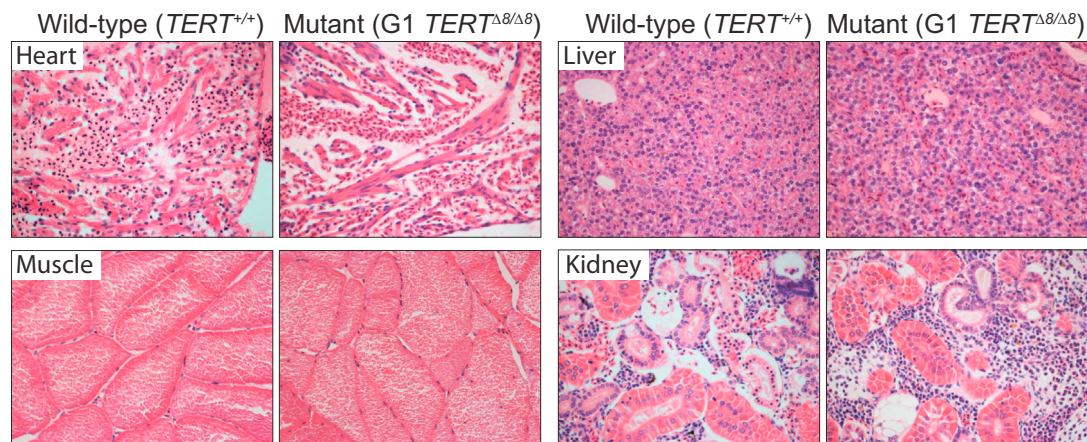 Wild-type (TERT+/+) Mutant (G1 TERTΔ8/Δ8) Wild-type (TERT+/+) Mutant (G1 TERTΔ8/Δ8)
Heart Liver
Muscle Kidney